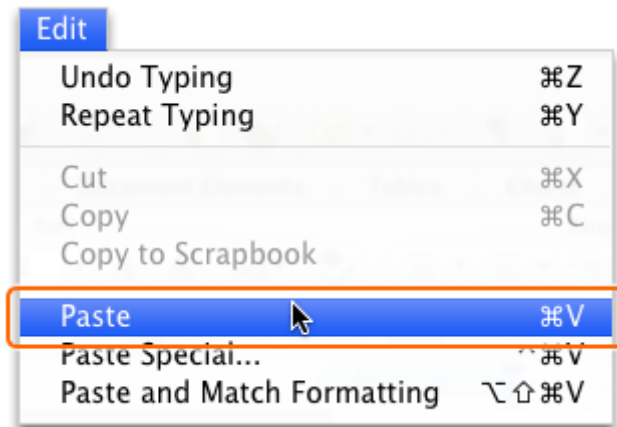 Edit
Undo Typing ⌘Z
Repeat Typing ⌘Y
Cut ⌘X
Copy ⌘C
Copy to Scrapbook
Paste ⌘V
Paste Special... ^⌘V
Paste and Match Formatting ⌥⇧⌘V